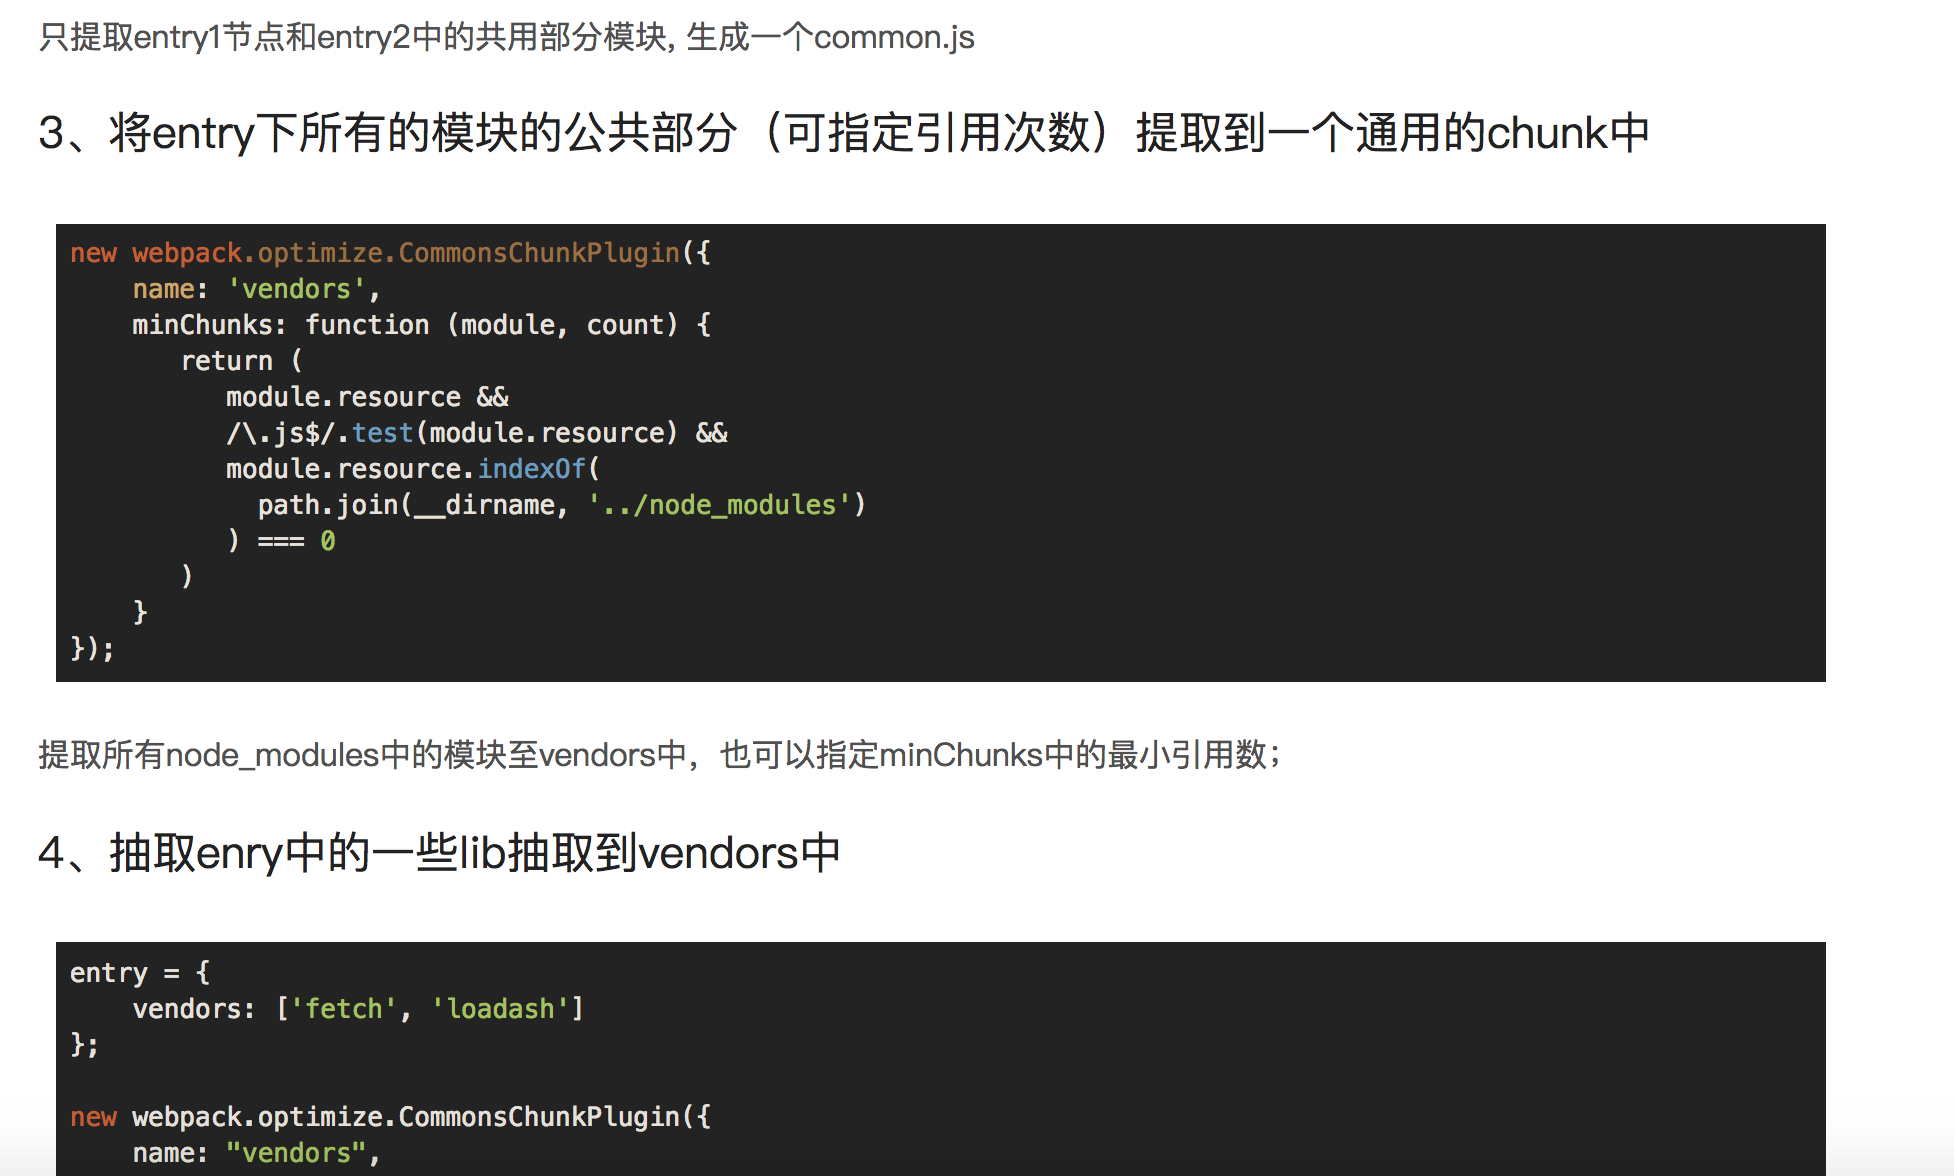 只提取entry1节点和entry2中的共用部分模块, 生成一个common.js
3、将entry下所有的模块的公共部分（可指定引用次数）提取到一个通用的chunk中
new webpack.optimize.CommonsChunkPlugin({
    name: 'vendors',
    minChunks: function (module, count) {
       return (
          module.resource &&
          /\.js$/.test(module.resource) &&
          module.resource.indexOf(
            path.join(__dirname, '../node_modules')
          ) === 0
       )
    }
});
提取所有node_modules中的模块至vendors中，也可以指定minChunks中的最小引用数；
4、抽取enry中的一些lib抽取到vendors中
entry = {
    vendors: ['fetch', 'loadash']
};
new webpack.optimize.CommonsChunkPlugin({
    name: "vendors",